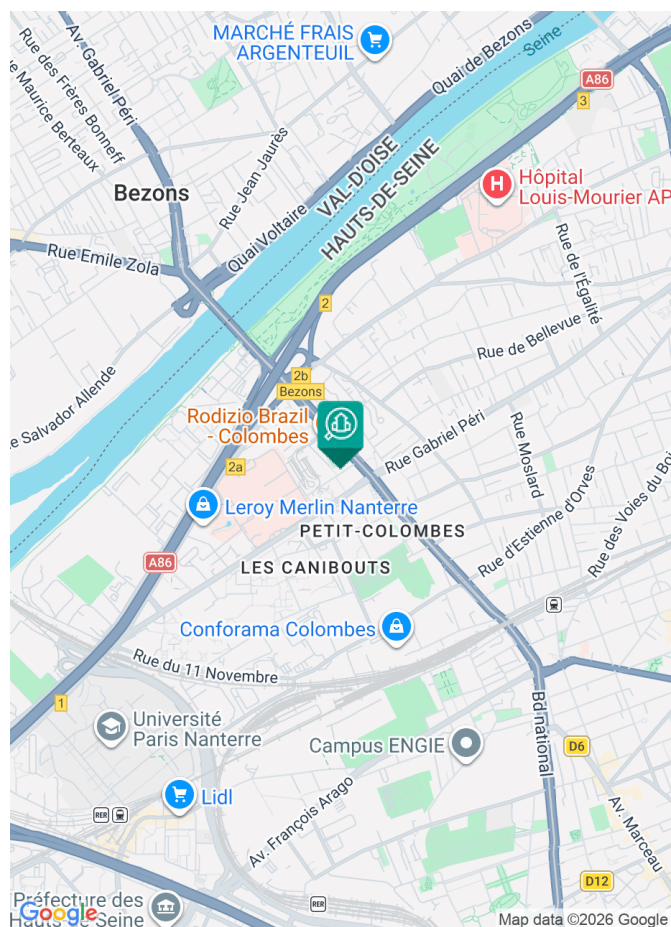 MARCHÉ FRAIS
ARGENTEUIL
Quai de Bezons
Seine
A86
3
Av. Gabriel Péri
Rue des Frères Bonneff
Maurice Berteaux
Rue Jean Jaurès
Bezons
VAL-D'OISE
HAUTS-DE-SEINE
H
Hôpital
Louis-Mourier AP
Quai Voltaire
Rue Emile Zola
Rue de l'Égalité
2
Rue de Bellevue
Salvador Allende
2b
Bezons
Rodizio Brazil
- Colombes
Rue Gabriel Péri
Rue Moslard
2a
Leroy Merlin Nanterre
PETIT-COLOMBES
Rue d'Estienne d'Orves
Rue des Voies du Boi
A86
LES CANIBOUTS
Conforama Colombes
Rue du 11 Novembre
1
Université
Paris Nanterre
Campus ENGIE
Bd national
D6
Lidl
RER
Av. François Arago
Av. Marceau
D12
Préfecture des
Hauts-de-Seine
RER
Google
Map data ©2026 Google